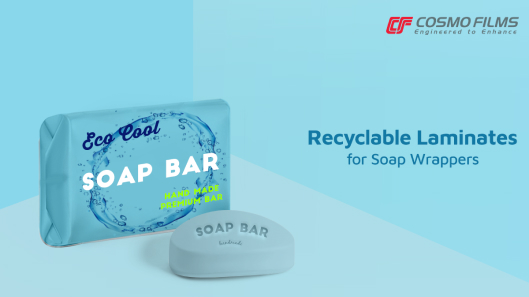 COSMO FILMS
Engineered to Enhance
Eco Cool
SOAP BAR
HAND MADE
PREMIUM BAR
SOAP BAR
Recyclable Laminates
for Soap Wrappers